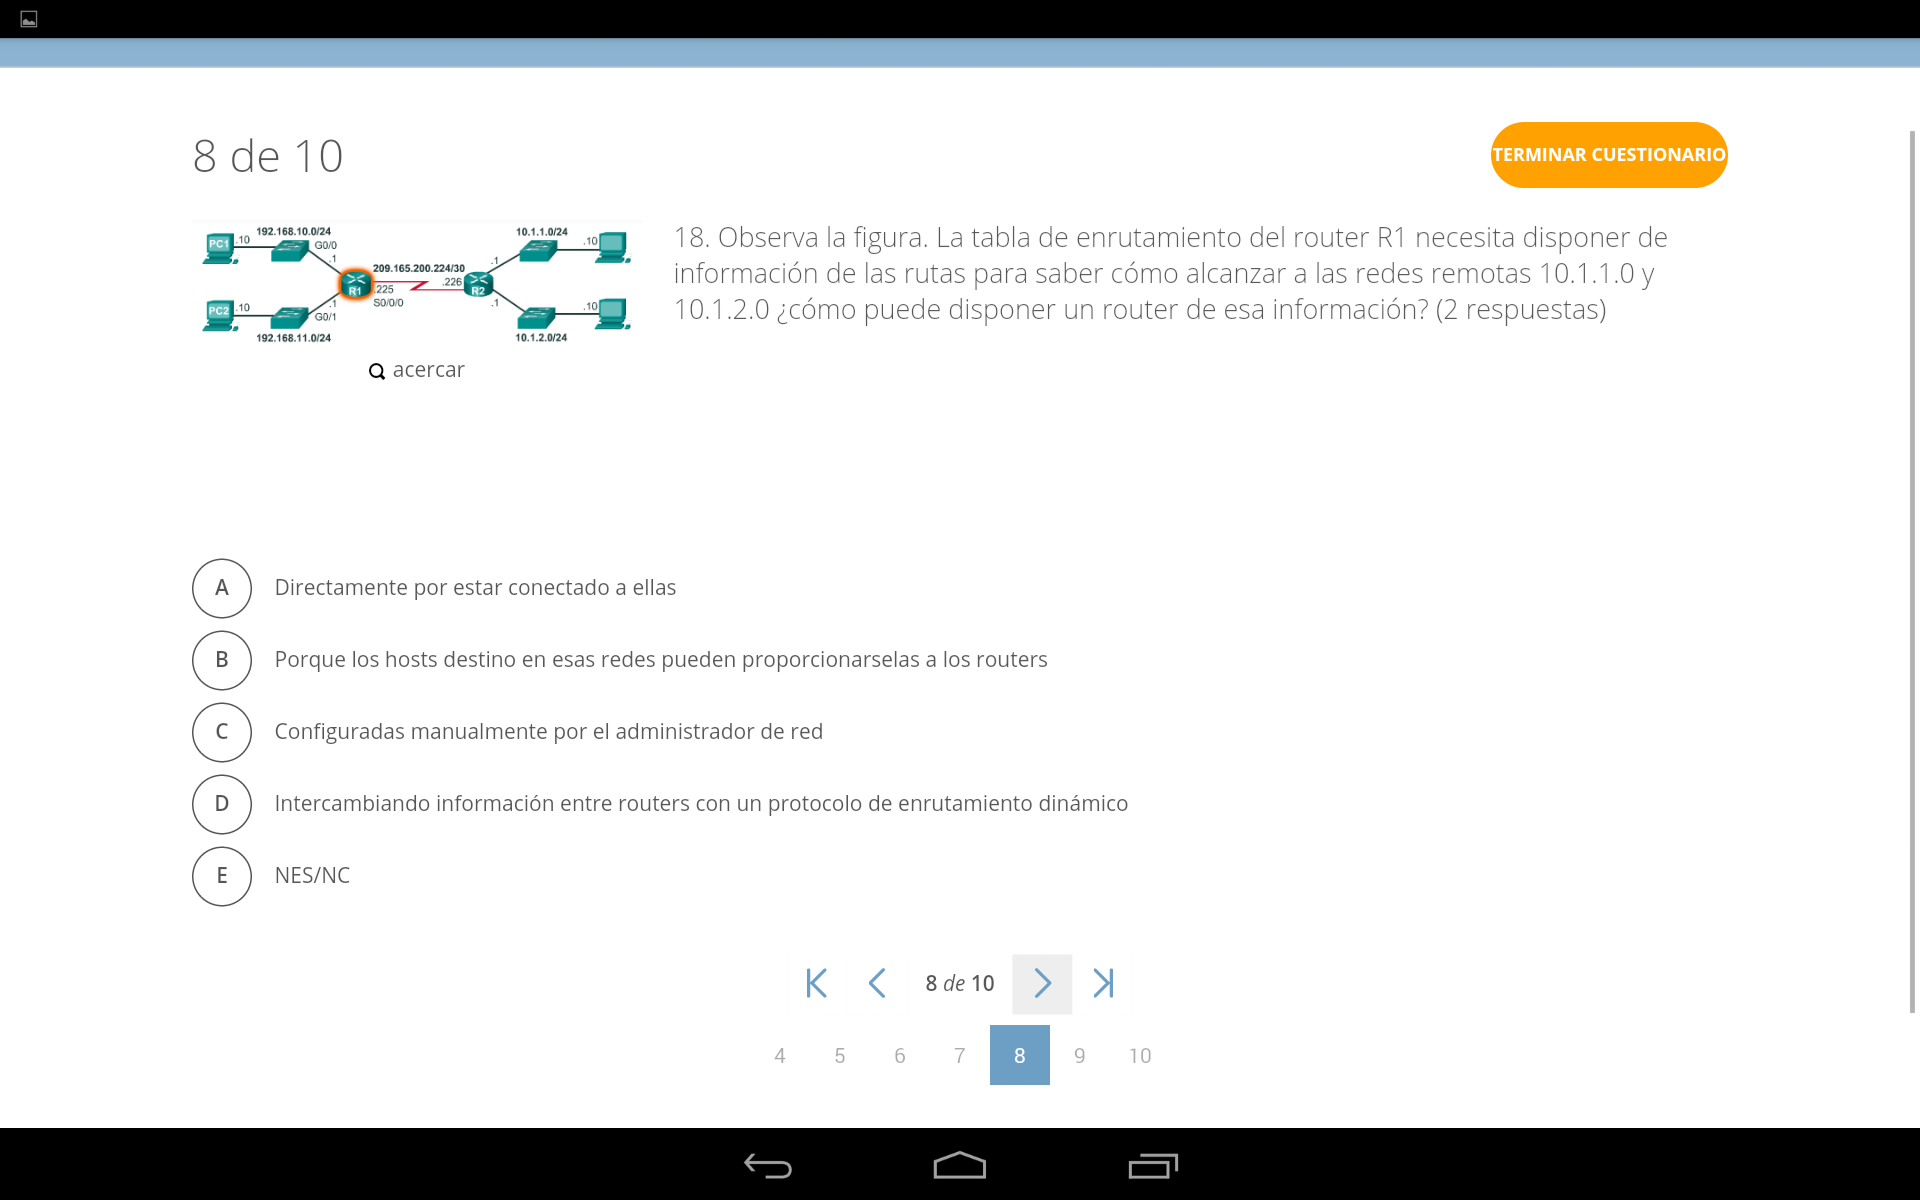 8 de 10
TERMINAR CUESTIONARIO
192.168.10.0/24
10.1.1.0/24
PC1
.10
G0/0
.1
.10
.1
209.165.200.224/30
R1
.225
.226
R2
S0/0/0
PC2
.10
.1
G0/1
.1
.10
192.168.11.0/24
10.1.2.0/24
acercar
18. Observa la figura. La tabla de enrutamiento del router R1 necesita disponer de
información de las rutas para saber cómo alcanzar a las redes remotas 10.1.1.0 y
10.1.2.0 ¿cómo puede disponer un router de esa información? (2 respuestas)
A Directamente por estar conectado a ellas
B Porque los hosts destino en esas redes pueden proporcionarselas a los routers
C Configuradas manualmente por el administrador de red
D Intercambiando información entre routers con un protocolo de enrutamiento dinámico
E NES/NC
8 de 10
4 5 6 7 8 9 10